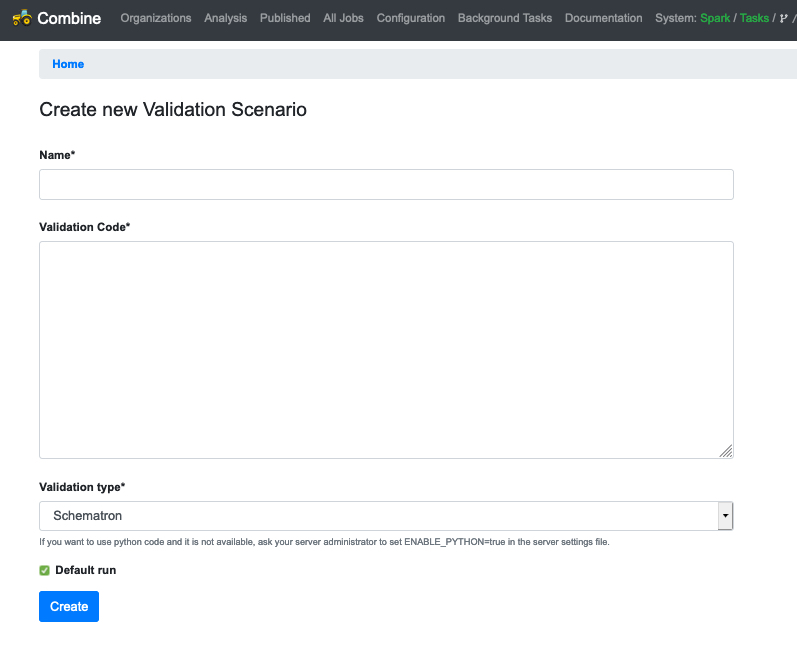 Combine Organizations Analysis Published All Jobs Configuration Background Tasks Documentation System: Spark / Tasks / /
Home
Create new Validation Scenario
Name*
Validation Code*
Validation type*
Schematron
If you want to use python code and it is not available, ask your server administrator to set ENABLE_PYTHON=true in the server settings file.
Default run
Create